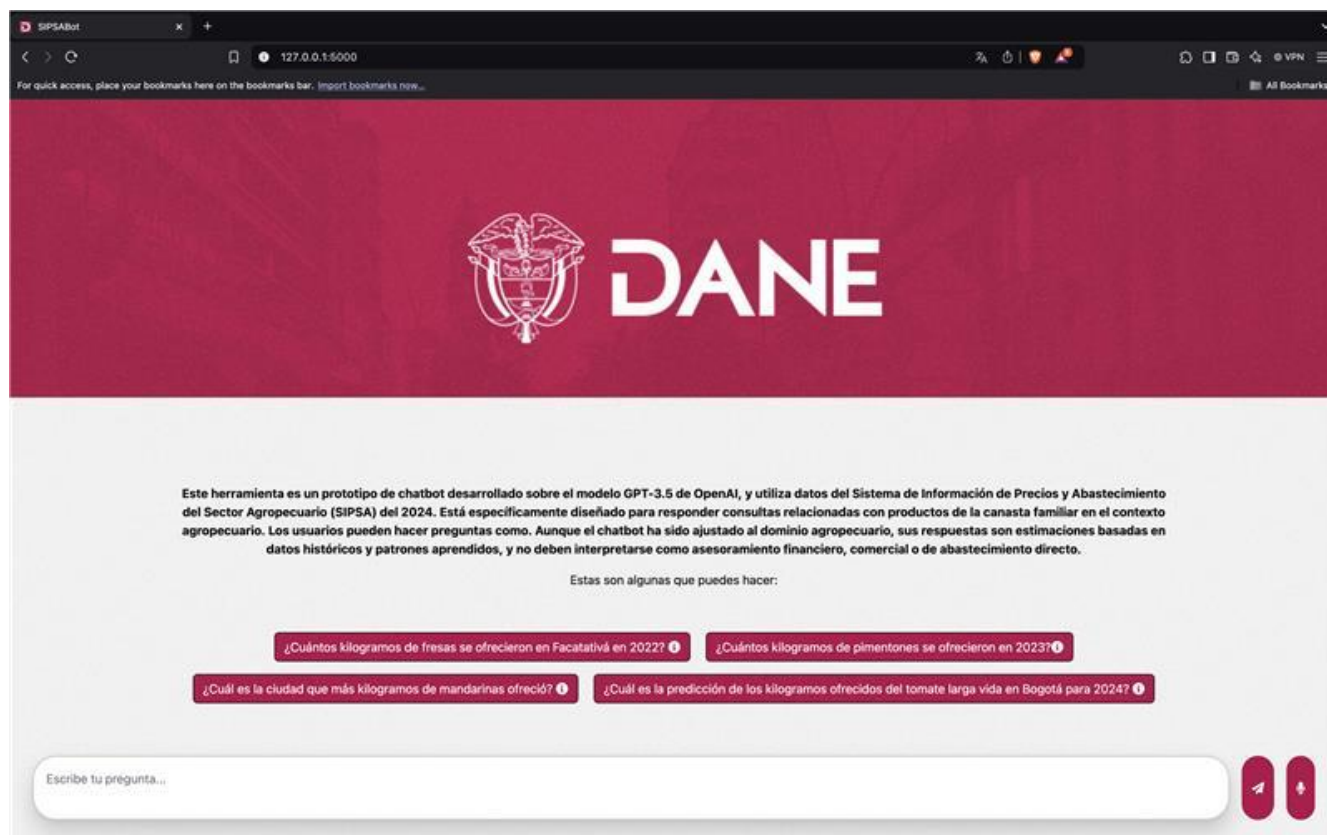 SIPSABot
127.0.0.1:5000
VPN
For quick access, place your bookmarks here on the bookmarks bar. Import bookmarks now...
All Bookmarks
DANE
Este herramienta es un prototipo de chatbot desarrollado sobre el modelo GPT-3.5 de OpenAI, y utiliza datos del Sistema de Información de Precios y Abastecimiento
del Sector Agropecuario (SIPSA) del 2024. Está específicamente diseñado para responder consultas relacionadas con productos de la canasta familiar en el contexto
agropecuario. Los usuarios pueden hacer preguntas como. Aunque el chatbot ha sido ajustado al dominio agropecuario, sus respuestas son estimaciones basadas en
datos históricos y patrones aprendidos, y no deben interpretarse como asesoramiento financiero, comercial o de abastecimiento directo.
Estas son algunas que puedes hacer:
¿Cuántos kilogramos de fresas se ofrecieron en Facatativá en 2022?
¿Cuántos kilogramos de pimentones se ofrecieron en 2023?
¿Cuál es la ciudad que más kilogramos de mandarinas ofreció?
¿Cuál es la predicción de los kilogramos ofrecidos del tomate larga vida en Bogotá para 2024?
Escribe tu pregunta...